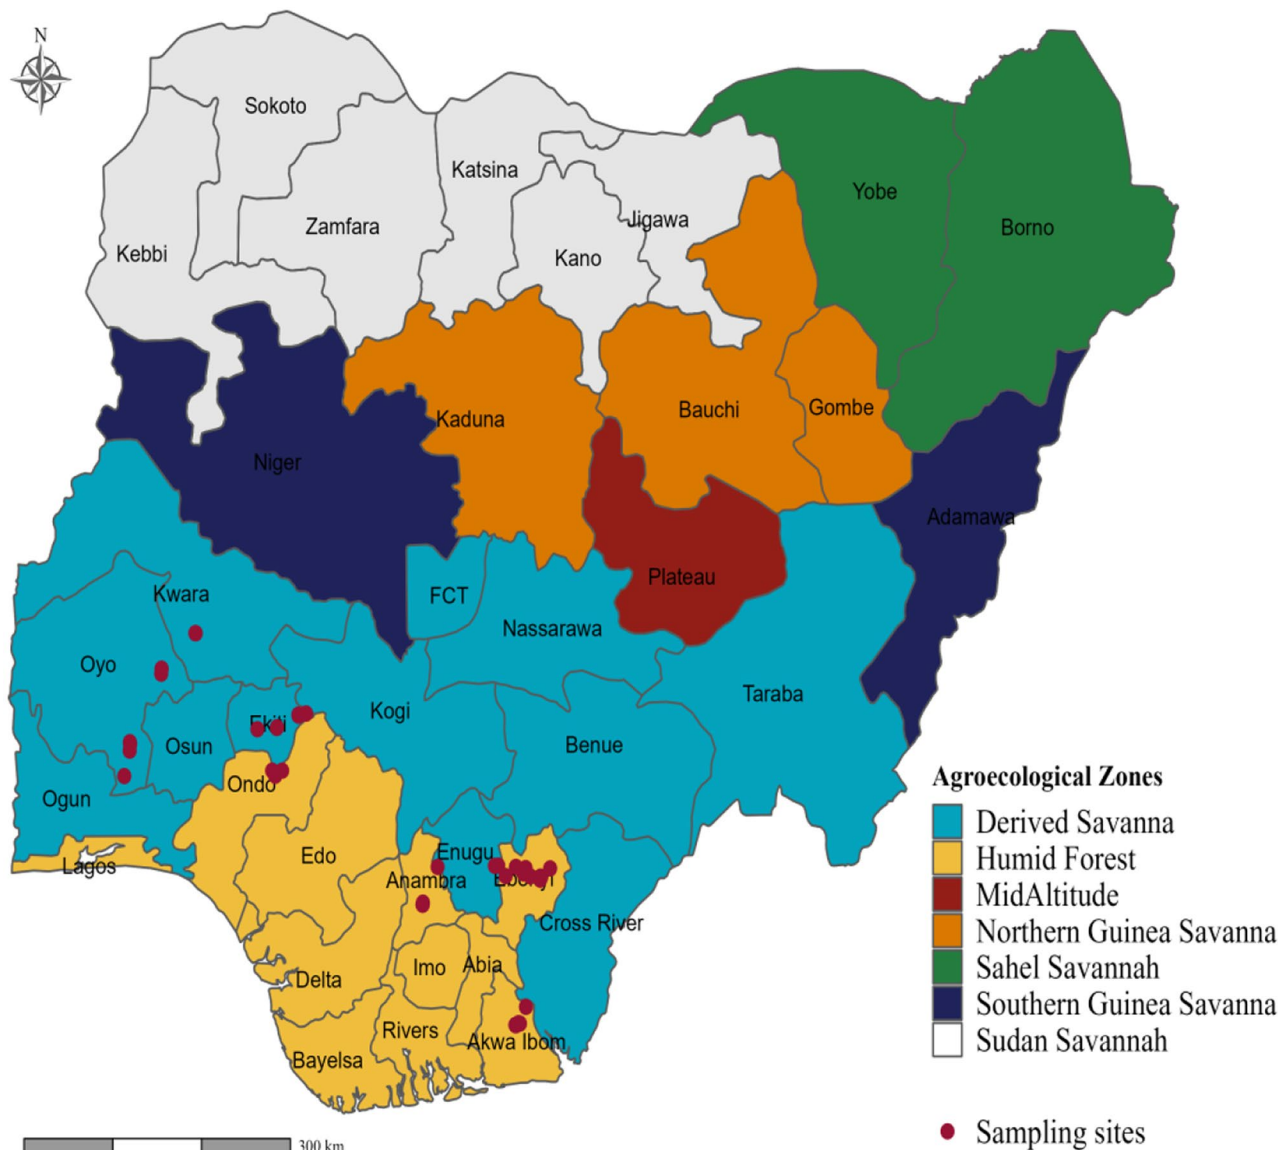 N
Sokoto
Katsina
Yobe
Jigawa
Zamfara
Borno
Kebbi
Kano
Bauchi
Gombe
Kaduna
Niger
Adamawa
Plateau
Kwara
FCT
Nassarawa
Oyo
Taraba
Kogi
Ekiti
Osun
Benue
Ondo
Ogun
Edo
Enugu
Lagos
Anambra
Ebonyi
Cross River
Imo
Abia
Delta
Rivers
Akwa Ibom
Bayelsa
Agroecological Zones
Derived Savanna
Humid Forest
MidAltitude
Northern Guinea Savanna
Sahel Savannah
Southern Guinea Savanna
Sudan Savannah
Sampling sites
300 km